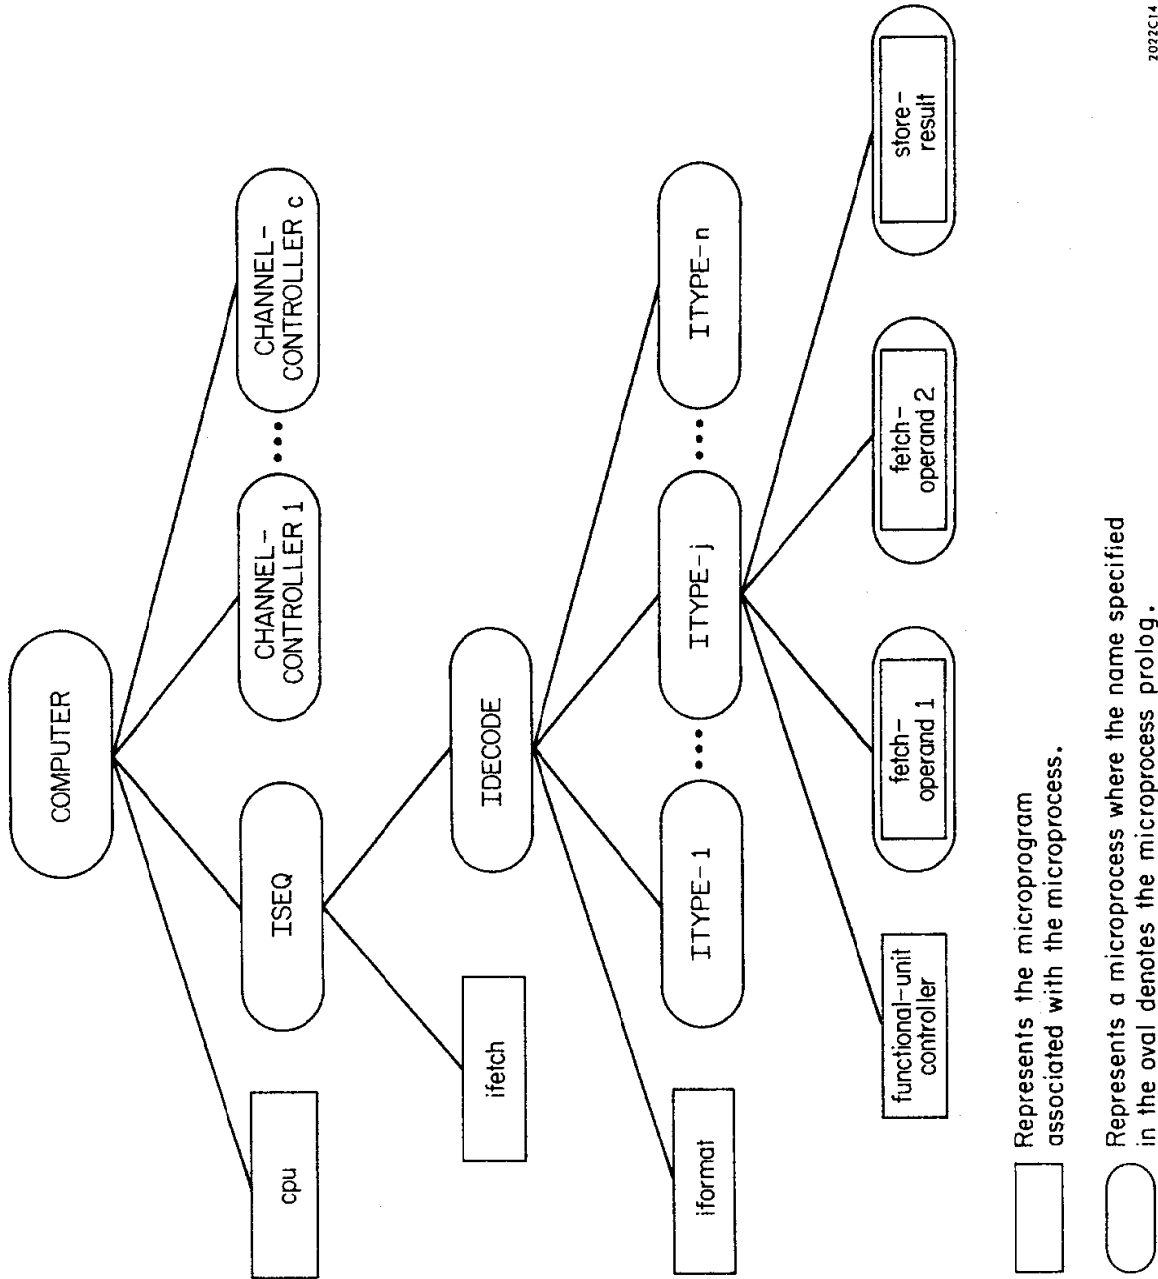 COMPUTER
cpu
ISEQ
CHANNEL-
CONTROLLER 1
CHANNEL-
CONTROLLER c
ifetch
IDECODE
iformat
ITYPE-1
ITYPE-j
ITYPE-n
functional-unit
controller
fetch-
operand 1
fetch-
operand 2
store-
result
Represents the microprogram
associated with the microprocess.
Represents a microprocess where the name specified
in the oval denotes the microprocess prolog.
2022C14